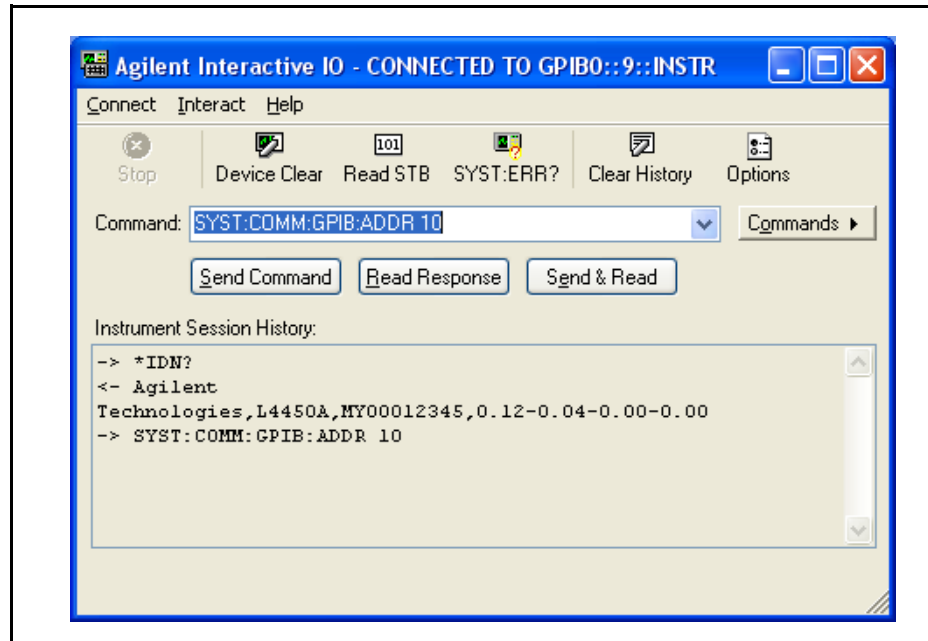 Agilent Interactive IO - CONNECTED TO GPIB0::9::INSTR
Connect Interact Help
101
Stop Device Clear Read STB SYST:ERR? Clear History Options
Command: SYST:COMM:GPIB:ADDR 10 Commands
Send Command Read Response Send & Read
Instrument Session History:
-> *IDN?
<- Agilent
Technologies,L4450A,MY00012345,0.12-0.04-0.00-0.00
-> SYST:COMM:GPIB:ADDR 10